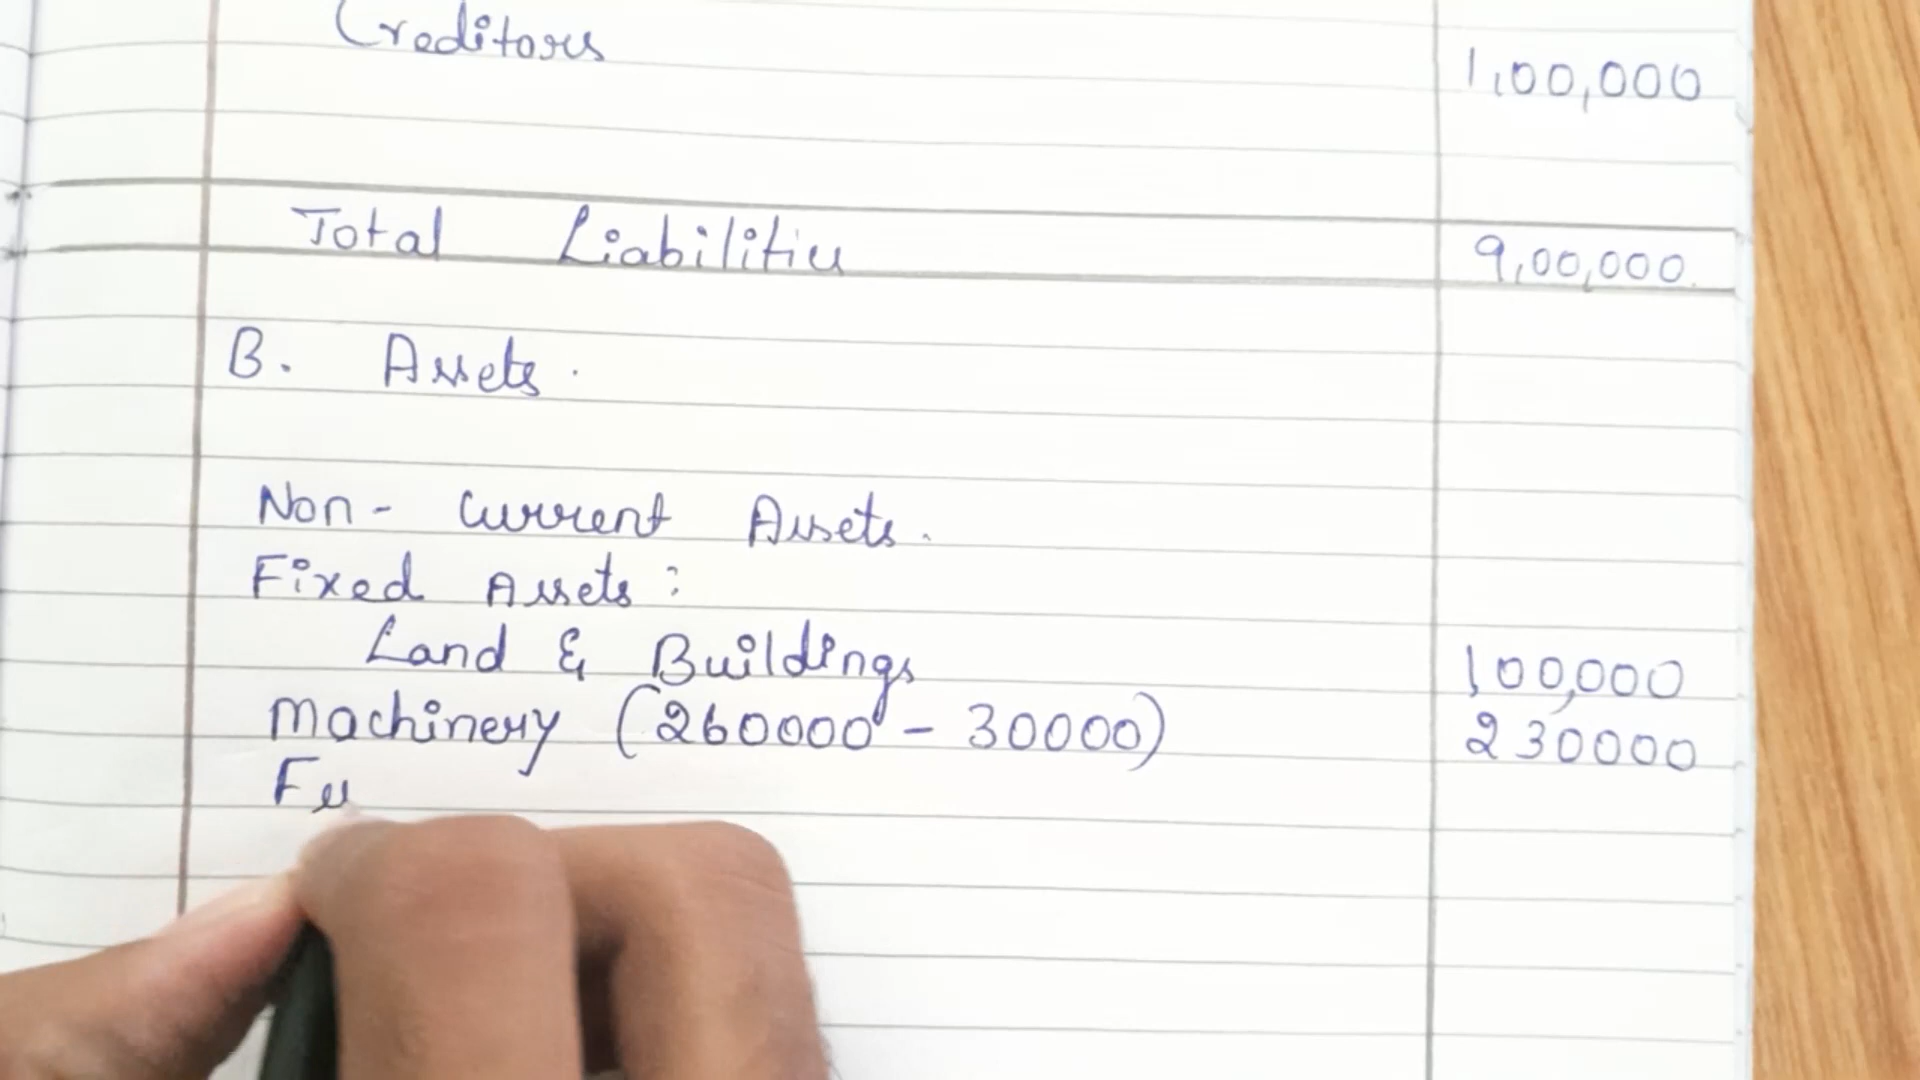 Creditors 1,00,000
Total Liabilities 9,00,000.
B. Assets.
Non- Current Assets.
Fixed Assets :
Land & Buildings 100,000
Machinery (260000 - 30000) 230000
Fu